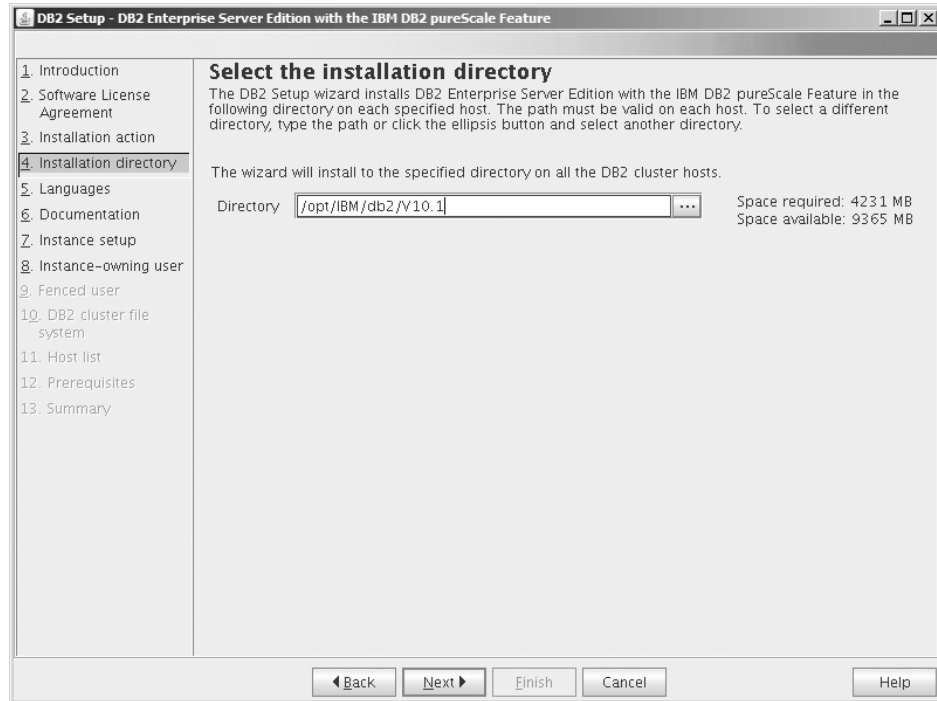 DB2 Setup - DB2 Enterprise Server Edition with the IBM DB2 pureScale Feature
1. Introduction
2. Software License
Agreement
3. Installation action
4. Installation directory
5. Languages
6. Documentation
7. Instance setup
8. Instance-owning user
9. Fenced user
10. DB2 cluster file
system
11. Host list
12. Prerequisites
13. Summary
Select the installation directory
The DB2 Setup wizard installs DB2 Enterprise Server Edition with the IBM DB2 pureScale Feature in the
following directory on each specified host. The path must be valid on each host. To select a different
directory, type the path or click the ellipsis button and select another directory.
The wizard will install to the specified directory on all the DB2 cluster hosts.
Directory /opt/IBM/db2/V10.1 ...
Space required: 4231 MB
Space available: 9365 MB
Back Next Finish Cancel Help